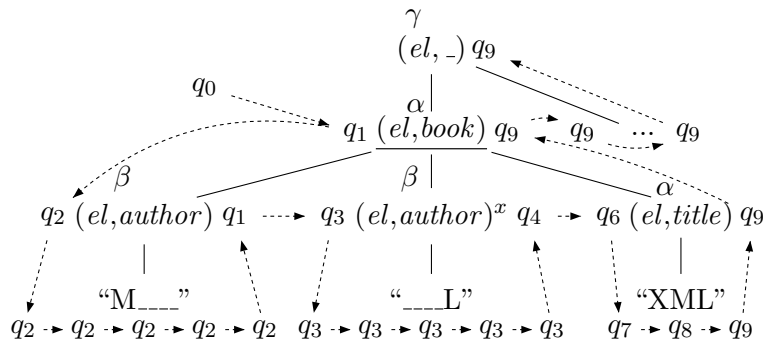 γ
(el, _) q9
q0
α
q1 (el,book) q9 q9 ... q9
β β α
q2 (el,author) q1 q3 (el,author)^x q4 q6 (el,title) q9
“M____” “____L” “XML”
q2 q2 q2 q2 q2 q3 q3 q3 q3 q3 q7 q8 q9